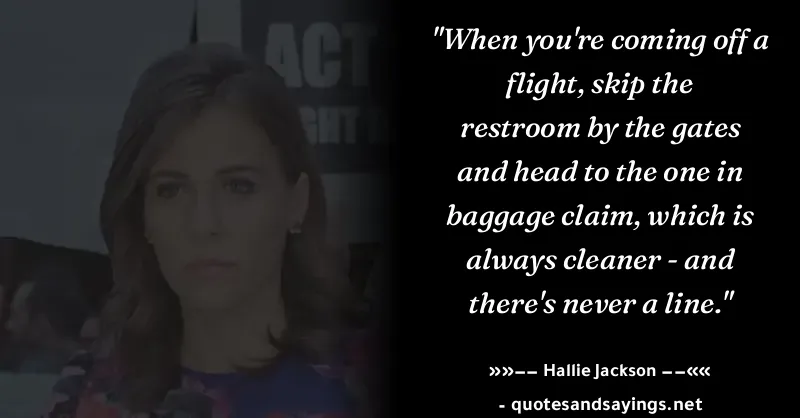 ACT
GHT
"When you're coming off a
flight, skip the
restroom by the gates
and head to the one in
baggage claim, which is
always cleaner - and
there's never a line."
»»–– Hallie Jackson ––««
- quotesandsayings.net